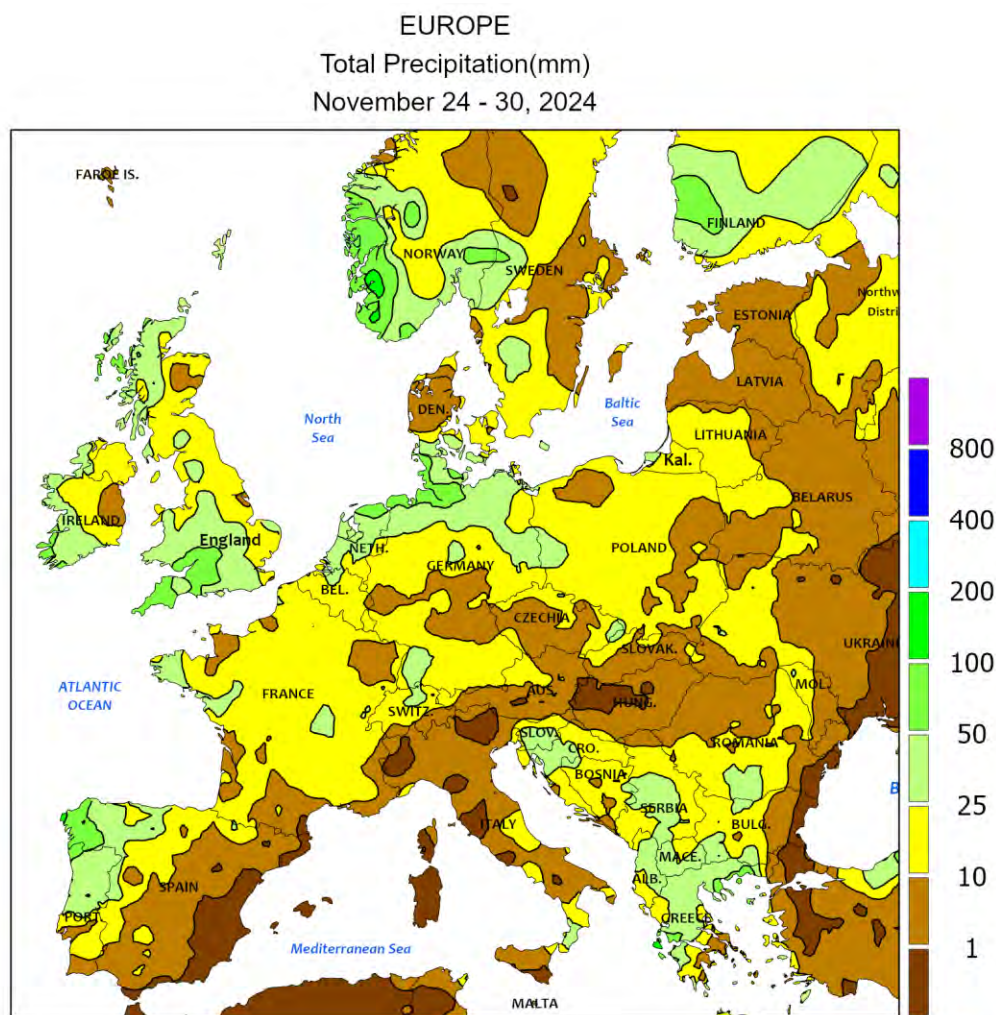 EUROPE
Total Precipitation(mm)
November 24 - 30, 2024
FAROE IS.
FINLAND
NORWAY
SWEDEN
Northw
Distri
ESTONIA
LATVIA
North
Sea
DEN.
Baltic
Sea
LITHUANIA
Kal.
BELARUS
IRELAND
England
NETH.
GERMANY
POLAND
BEL.
CZECHIA
SLOVAK.
UKRAINE
ATLANTIC
OCEAN
FRANCE
SWITZ.
AUS.
HUNG.
MOL.
SLOV.
CRO.
ROMANIA
BOSNIA
SERBIA
B
ITALY
BULG.
MACE.
ALB.
SPAIN
PORT.
GREECE
Mediterranean Sea
MALTA
800
400
200
100
50
25
10
1